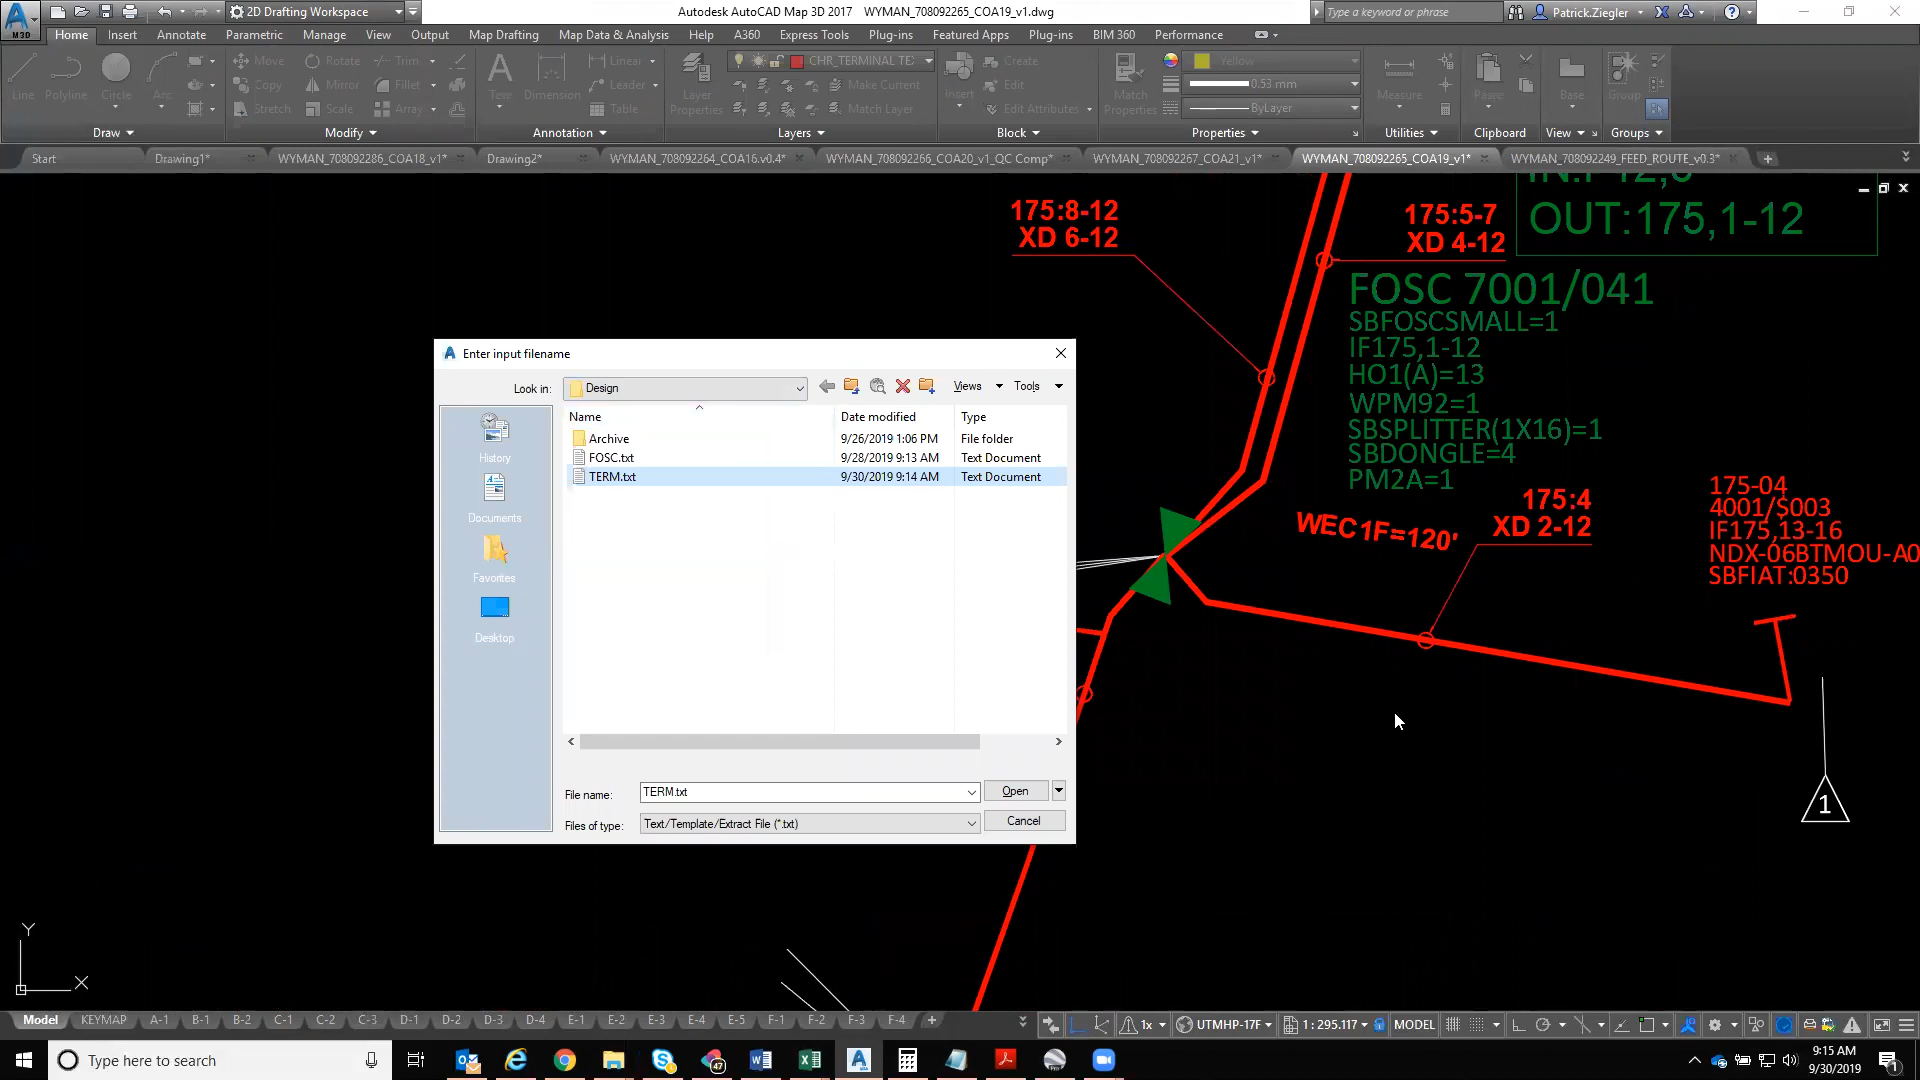 M3D
2D Drafting Workspace
Autodesk AutoCAD Map 3D 2017 WYMAN_708092265_COA19_v1.dwg
Type a keyword or phrase
Patrick.Ziegler
Home Insert Annotate Parametric Manage View Output Map Drafting Map Data & Analysis Help A360 Express Tools Plug-ins Featured Apps Plug-ins BIM 360 Performance
Line Polyline Circle Arc
Move Rotate Trim
Copy Mirror Fillet
Stretch Scale Array
Text Dimension
Linear
Leader
Table
Layer Properties
CHR_TERMINAL TE
Make Current
Match Layer
Insert
Create
Edit
Edit Attributes
Match Properties
Yellow
0.53 mm
ByLayer
Measure
Paste
Base
Group
Draw Modify Annotation Layers Block Properties Utilities Clipboard View Groups
Start Drawing1* WYMAN_708092286_COA18_v1* Drawing2* WYMAN_708092264_COA16.v0.4* WYMAN_708092266_COA20_v1_QC Comp* WYMAN_708092267_COA21_v1* WYMAN_708092265_COA19_v1* WYMAN_708092249_FEED_ROUTE_v0.3*
OUT:175,1-12
175:8-12
XD 6-12
175:5-7
XD 4-12
FOSC 7001/041
SBFOSCSMALL=1
IF175,1-12
HO1(A)=13
WPM92=1
SBSPLITTER(1X16)=1
SBDONGLE=4
PM2A=1
WEC1F=120'
175:4
XD 2-12
175-04
4001/$003
IF175,13-16
NDX-06BTMOU-A0
SBFIAT:0350
1
Enter input filename
Look in: Design
Views Tools
Name Date modified Type
Archive 9/26/2019 1:06 PM File folder
FOSC.txt 9/28/2019 9:13 AM Text Document
TERM.txt 9/30/2019 9:14 AM Text Document
History
Documents
Favorites
Desktop
File name: TERM.txt Open
Files of type: Text/Template/Extract File (*.txt) Cancel
Y
X
Model KEYMAP A-1 B-1 B-2 C-1 C-2 C-3 D-1 D-2 D-3 D-4 E-1 E-2 E-3 E-4 E-5 F-1 F-2 F-3 F-4
1x UTMHP-17F 1 : 295.117 MODEL
Type here to search
47
9:15 AM
9/30/2019
1